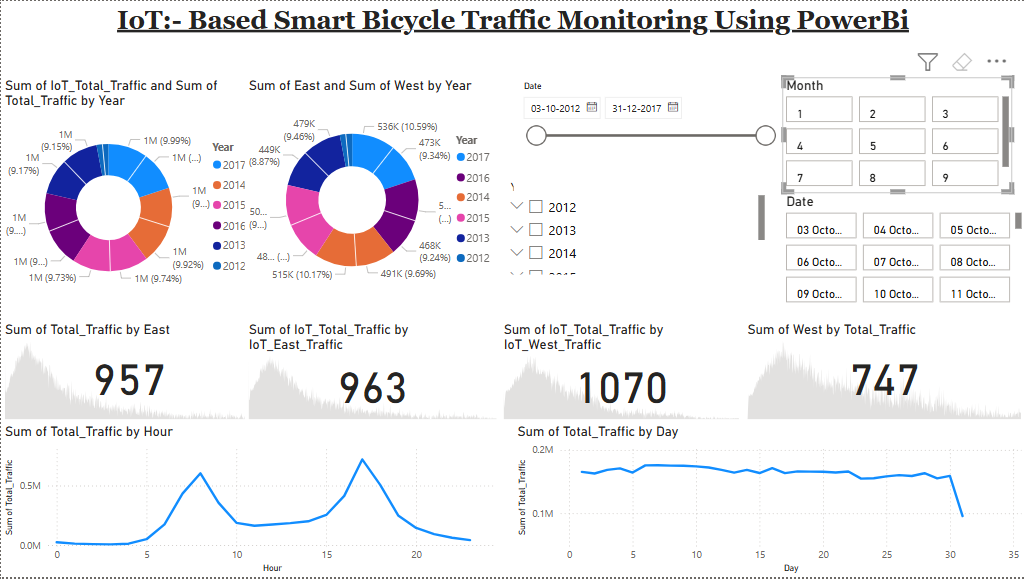 IoT:- Based Smart Bicycle Traffic Monitoring Using PowerBi
Sum of IoT_Total_Traffic and Sum of
Total_Traffic by Year
1M (9.99%)
1M (...)
1M
(9...)
1M
(9.92%)
1M (9.74%)
1M (9.73%)
1M (9...)
1M
(9....)
1M
(9.17%)
1M
(9.15%)
Year
2017
2014
2015
2016
2013
2012
Sum of East and Sum of West by Year
536K (10.59%)
473K
(9.34%)
5...
(...)
468K
(9.24%)
491K (9.69%)
515K (10.17%)
48... (...)
50...
(9...)
449K
(8.87%)
479K
(9.46%)
Year
2017
2016
2014
2015
2013
2012
Date
03-10-2012
31-12-2017
2012
2013
2014
Month
1 2 3
4 5 6
7 8 9
Date
03 Octo... 04 Octo... 05 Octo...
06 Octo... 07 Octo... 08 Octo...
09 Octo... 10 Octo... 11 Octo...
Sum of Total_Traffic by East
957
Sum of IoT_Total_Traffic by
IoT_East_Traffic
963
Sum of IoT_Total_Traffic by
IoT_West_Traffic
1070
Sum of West by Total_Traffic
747
Sum of Total_Traffic by Hour
Sum of Total_Traffic
0.5M
0.0M
0 5 10 15 20
Hour
Sum of Total_Traffic by Day
Sum of Total_Traffic
0.2M
0.1M
0 5 10 15 20 25 30 35
Day